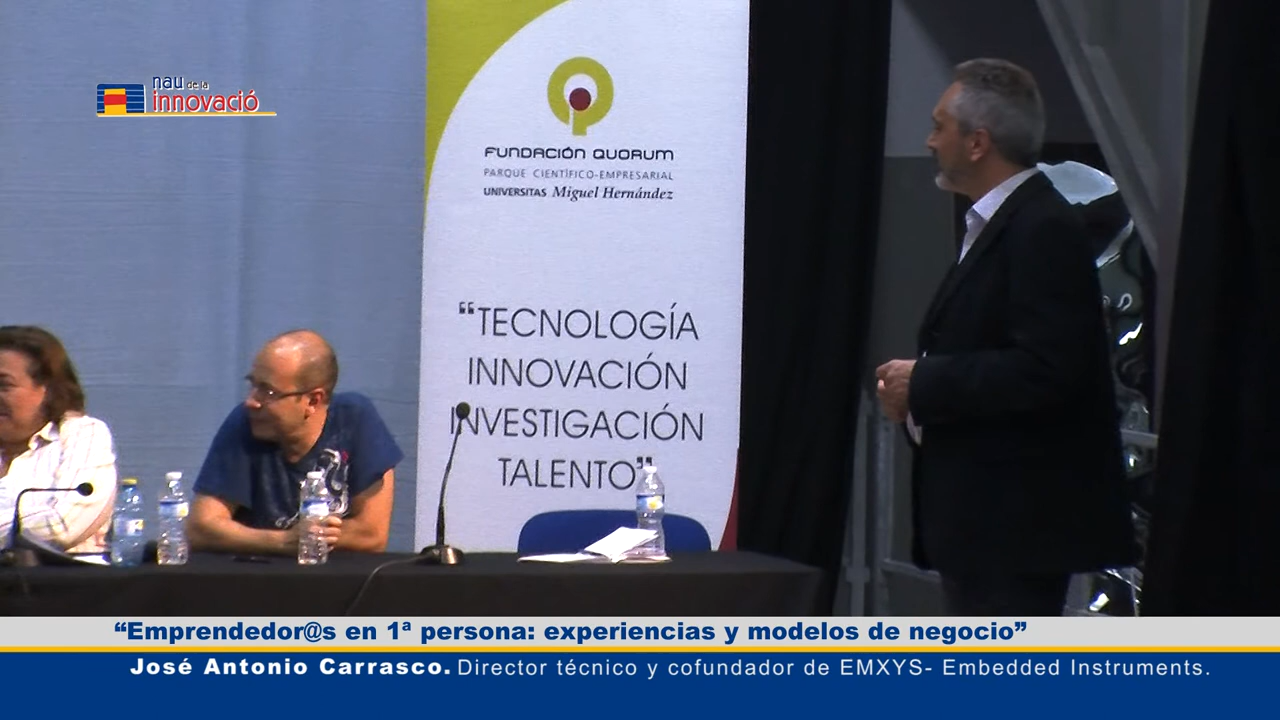 nau de la
innovació
FUNDACIÓN QUORUM
PARQUE CIENTÍFICO-EMPRESARIAL
UNIVERSITAS Miguel Hernández
“TECNOLOGÍA
INNOVACIÓN
INVESTIGACIÓN
TALENTO”
“Emprendedor@s en 1ª persona: experiencias y modelos de negocio”
José Antonio Carrasco. Director técnico y cofundador de EMXYS- Embedded Instruments.